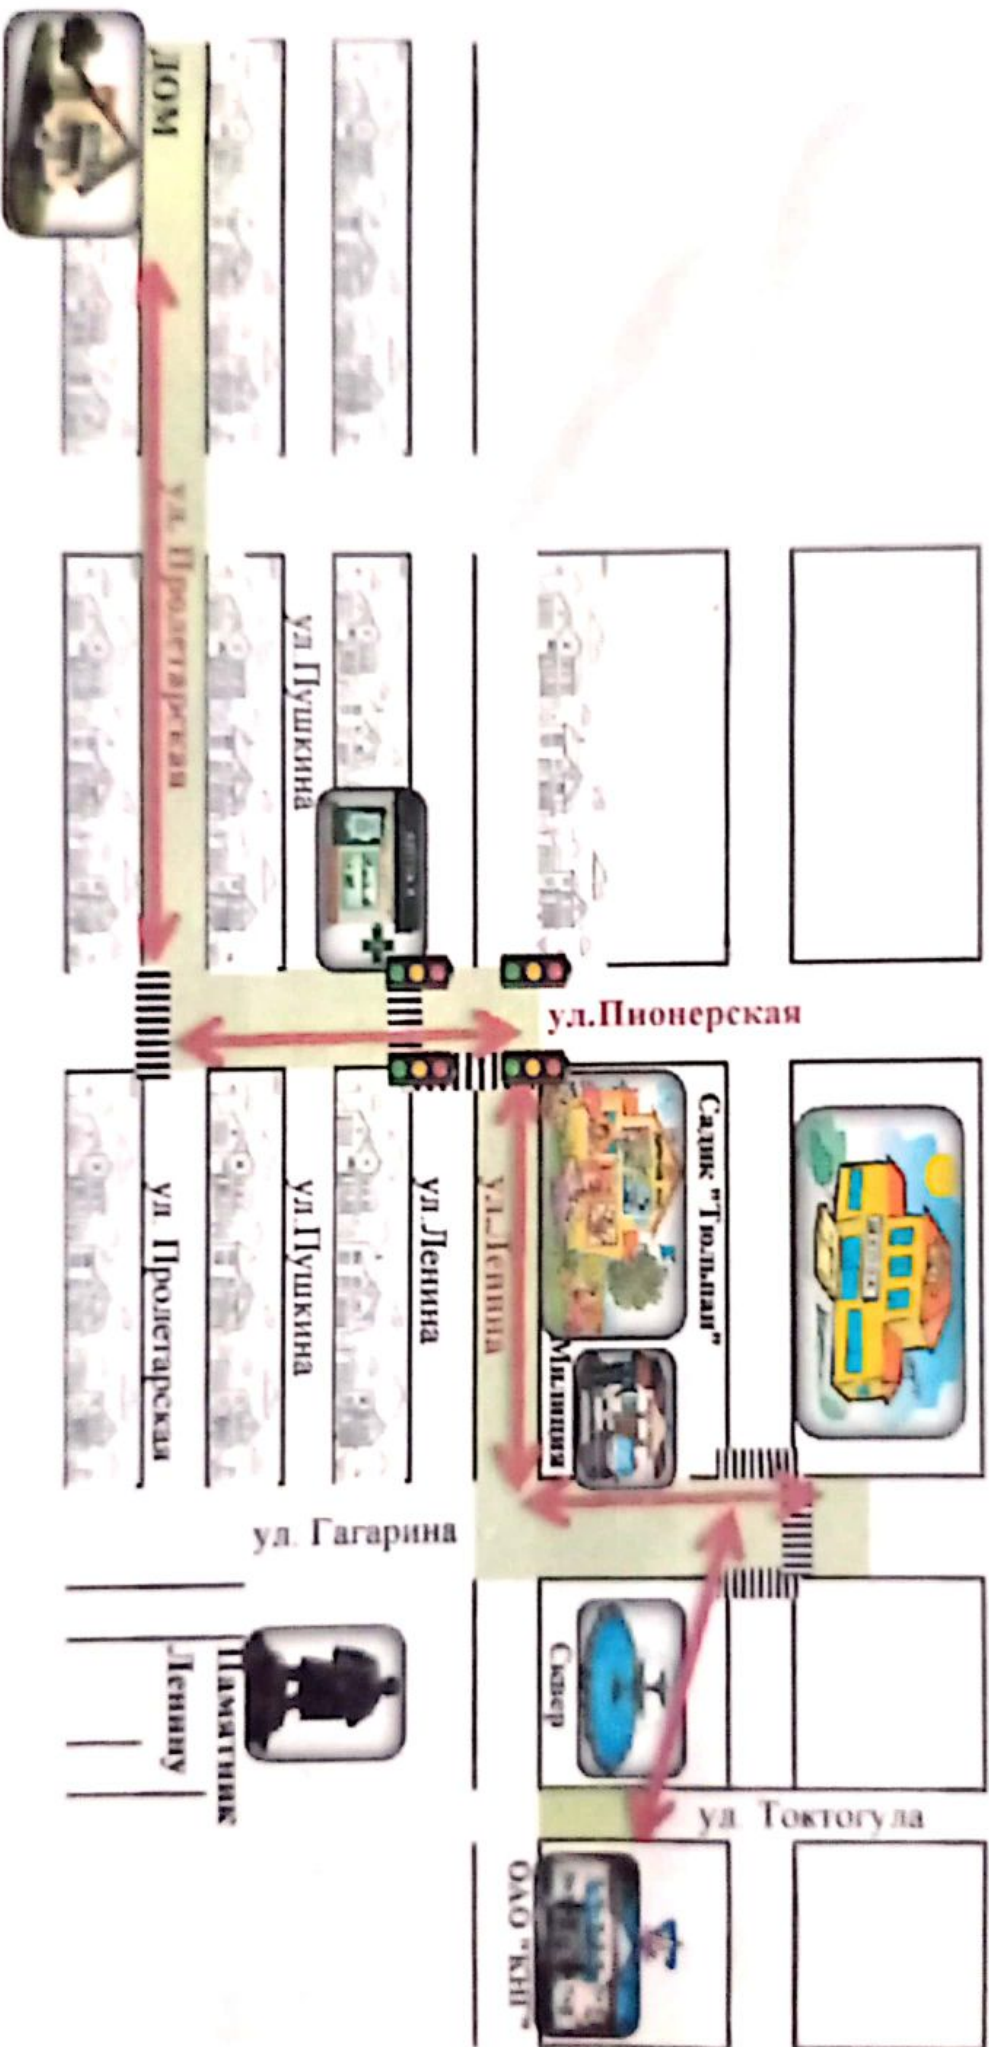 ДОМ
ул. Пролетарская
ул.Пушкина
ул.Пионерская
Садик "Тюльпан"
Милиция
ул.Ленина
ул.Ленина
ул.Пушкина
ул. Пролетарская
ул. Гагарина
Сквер
Памятник
Ленину
ул. Токтогула
ОАО "КНГ"